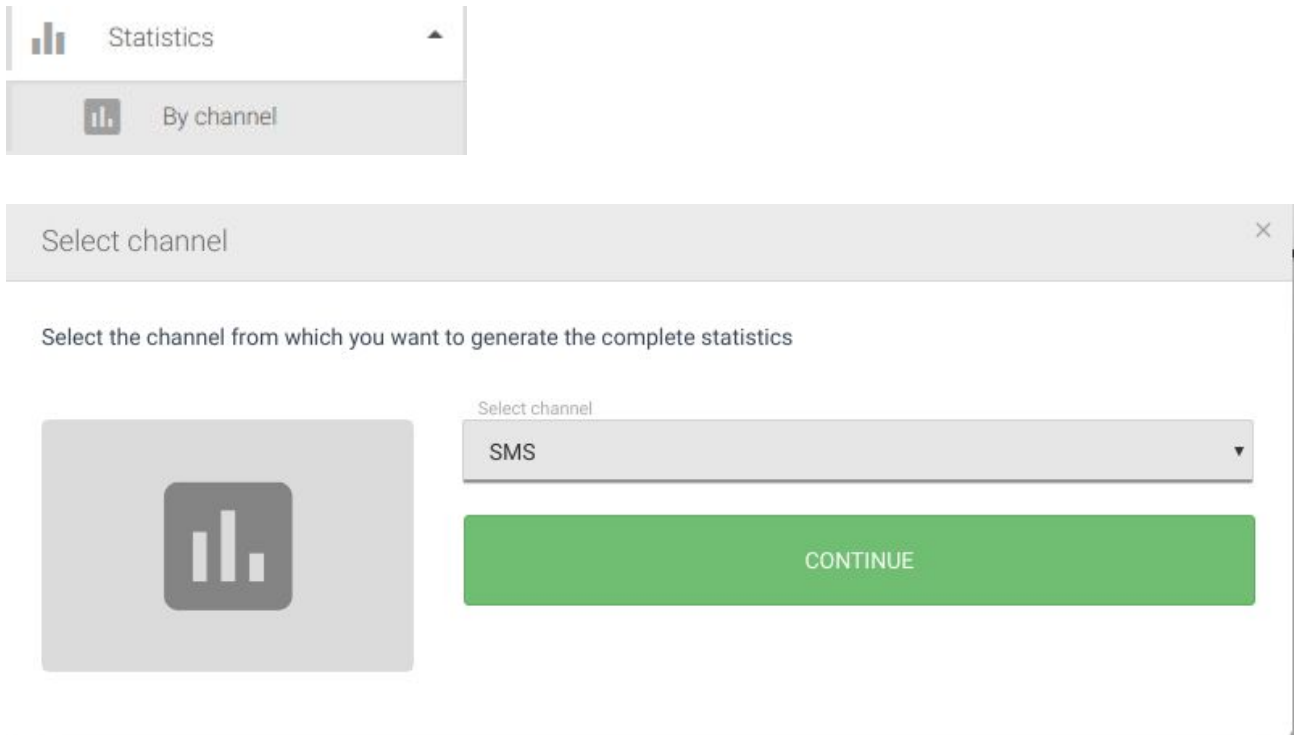 Statistics
By channel
Select channel
Select the channel from which you want to generate the complete statistics
Select channel
SMS
CONTINUE